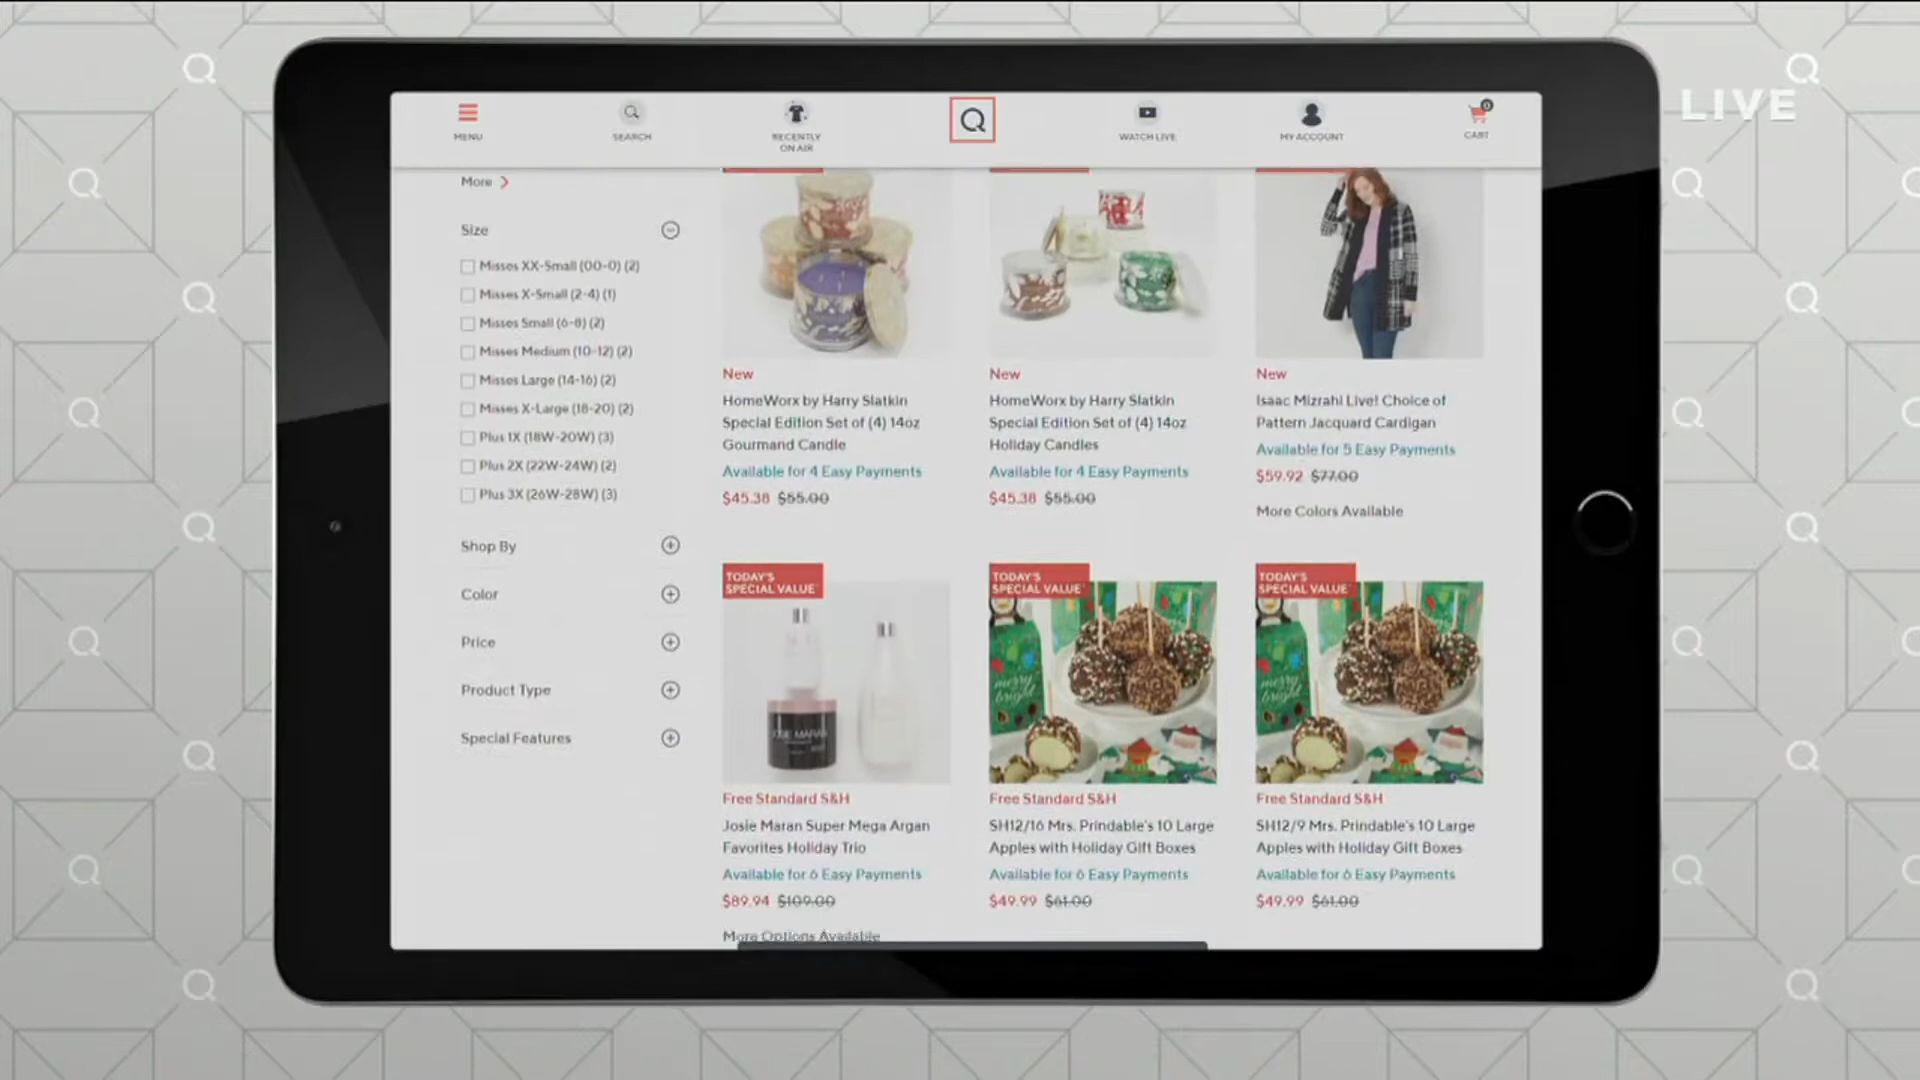 LIVE
MENU
SEARCH
RECENTLY
ON AIR
Q
WATCH LIVE
MY ACCOUNT
0
CART
More
Size
Misses XX-Small (00-0) (2)
Misses X-Small (2-4) (1)
Misses Small (6-8) (2)
Misses Medium (10-12) (2)
Misses Large (14-16) (2)
Misses X-Large (18-20) (2)
Plus 1X (18W-20W) (3)
Plus 2X (22W-24W) (2)
Plus 3X (26W-28W) (3)
Shop By
Color
Price
Product Type
Special Features
New
HomeWorx by Harry Slatkin
Special Edition Set of (4) 14oz
Gourmand Candle
Available for 4 Easy Payments
$45.38 $55.00
New
HomeWorx by Harry Slatkin
Special Edition Set of (4) 14oz
Holiday Candles
Available for 4 Easy Payments
$45.38 $55.00
New
Isaac Mizrahi Live! Choice of
Pattern Jacquard Cardigan
Available for 5 Easy Payments
$59.92 $77.00
More Colors Available
TODAY'S
SPECIAL VALUE
JOSIE MARAN
Free Standard S&H
Josie Maran Super Mega Argan
Favorites Holiday Trio
Available for 6 Easy Payments
$89.94 $109.00
More Options Available
TODAY'S
SPECIAL VALUE
merry
bright
Free Standard S&H
SH12/16 Mrs. Prindable's 10 Large
Apples with Holiday Gift Boxes
Available for 6 Easy Payments
$49.99 $61.00
TODAY'S
SPECIAL VALUE
merry
bright
Free Standard S&H
SH12/9 Mrs. Prindable's 10 Large
Apples with Holiday Gift Boxes
Available for 6 Easy Payments
$49.99 $61.00